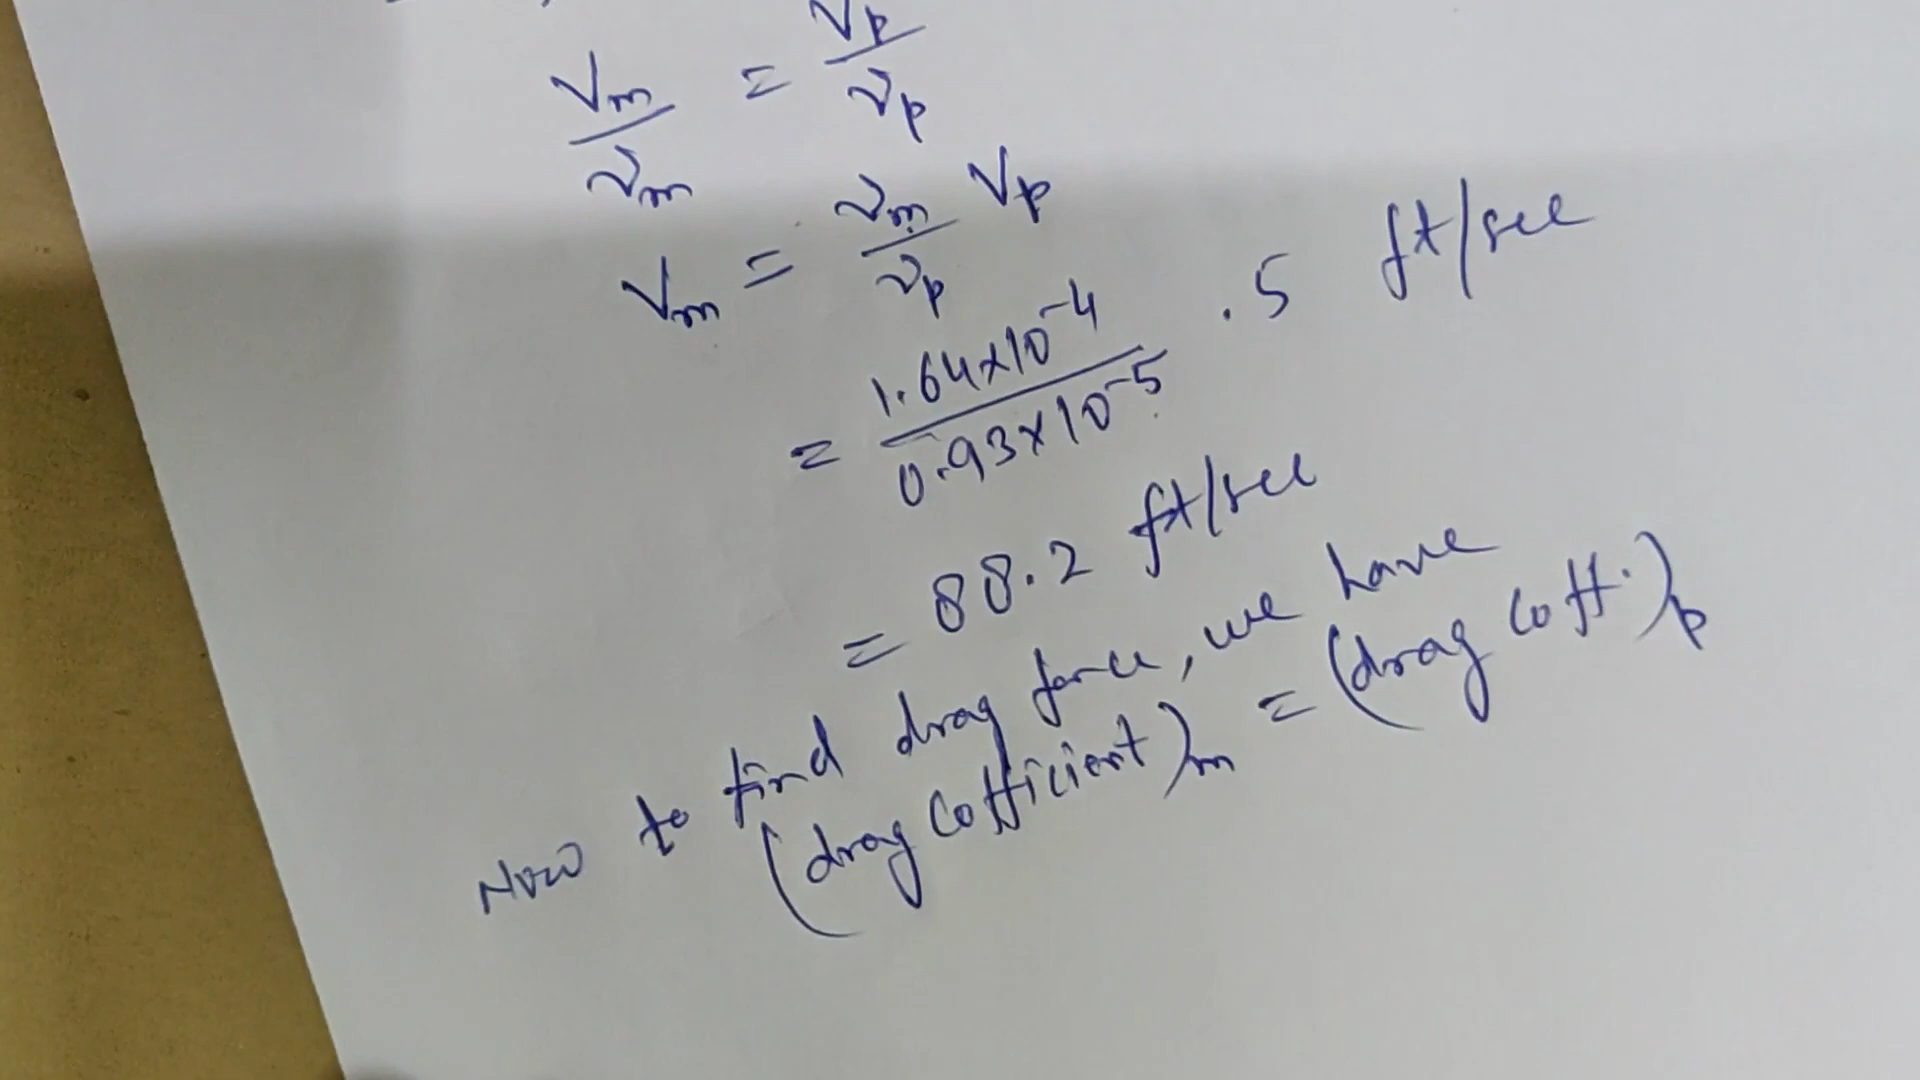 Vm/νm = Vp/νp
Vm = νm/νp Vp
= 1.64×10^-4 / 0.93×10^-5 . 5 ft/sec
= 88.2 ft/sec
Now to find drag force, we have
(drag cofficient)m = (drag coff.)p